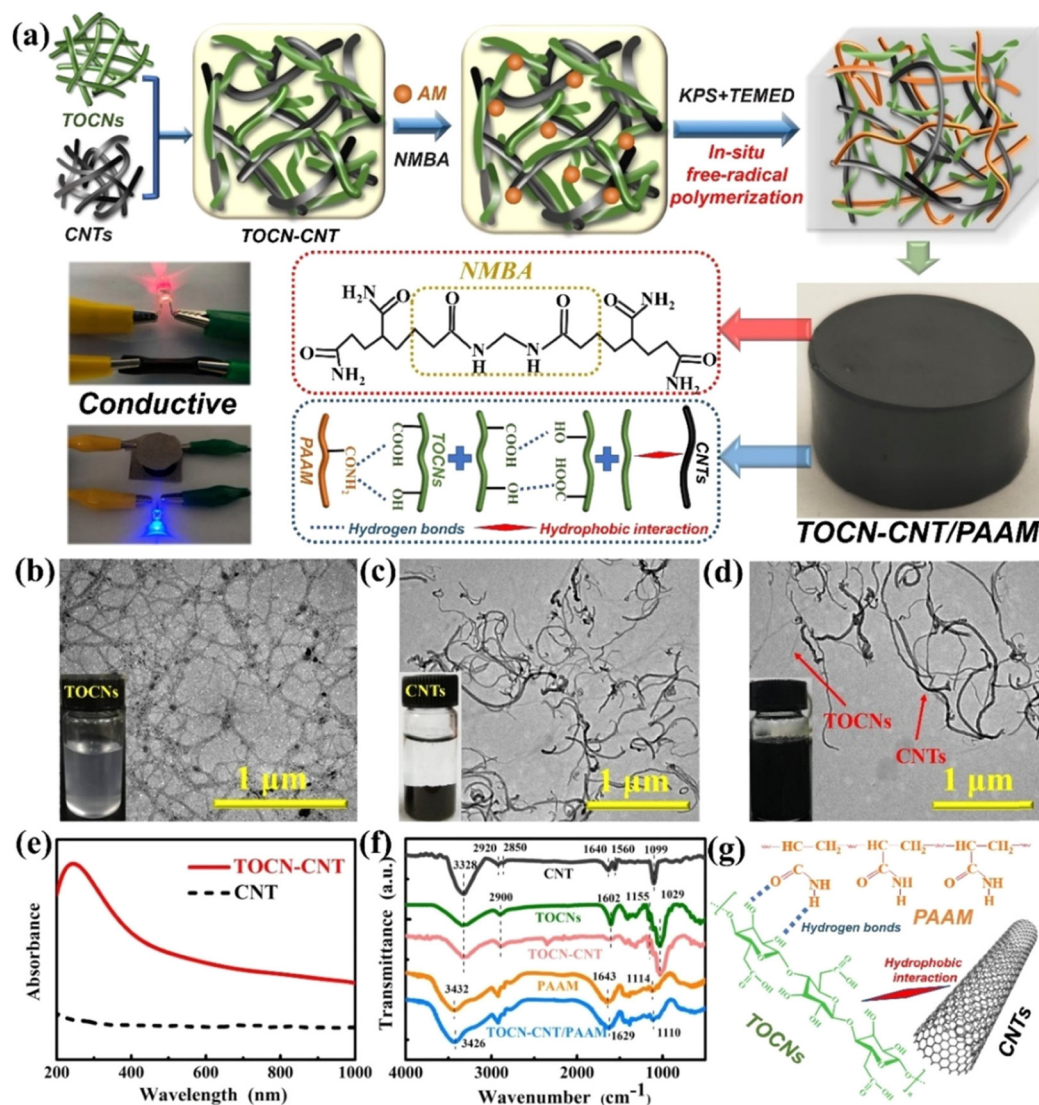 (a)
TOCNs
CNTs
TOCN-CNT
AM
NMBA
KPS+TEMED
In-situ
free-radical
polymerization
Conductive
NMBA
H₂N
O
O
O
O
NH₂
O
NH₂
N
H
N
H
NH₂
O
PAAM
CONH₂
COOH
OH
TOCNs
COOH
OH
HO
HOOC
CNTs
Hydrogen bonds
Hydrophobic interaction
TOCN-CNT/PAAM
(b)
TOCNs
1 μm
(c)
CNTs
1 μm
(d)
TOCNs
CNTs
1 μm
(e)
TOCN-CNT
CNT
Absorbance
200 400 600 800 1000
Wavelength (nm)
(f)
2920 2850
1640 1560 1099
3328
CNT
2900
1602 1155 1029
TOCNs
TOCN-CNT
3432
PAAM
1643 1114
TOCN-CNT/PAAM
3426
1629 1110
Transmittance (a.u.)
4000 3000 2000 1000
Wavenumber (cm⁻¹)
(g)
HC—CH₂ HC—CH₂ HC—CH₂
O NH H
O NH H
O NH H
PAAM
Hydrogen bonds
Hydrophobic
interaction
TOCNs
CNTs